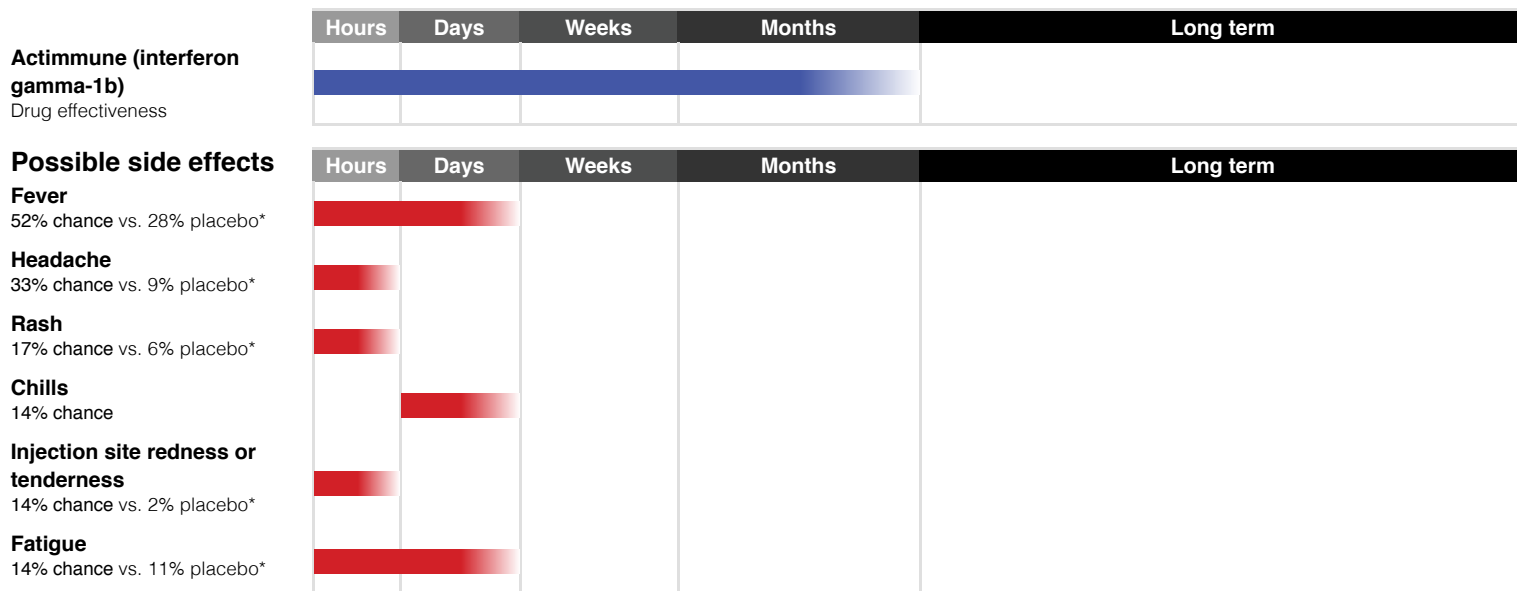 Hours Days Weeks Months Long term
Actimmune (interferon
gamma-1b)
Drug effectiveness
Possible side effects
Hours Days Weeks Months Long term
Fever
52% chance vs. 28% placebo*
Headache
33% chance vs. 9% placebo*
Rash
17% chance vs. 6% placebo*
Chills
14% chance
Injection site redness or
tenderness
14% chance vs. 2% placebo*
Fatigue
14% chance vs. 11% placebo*